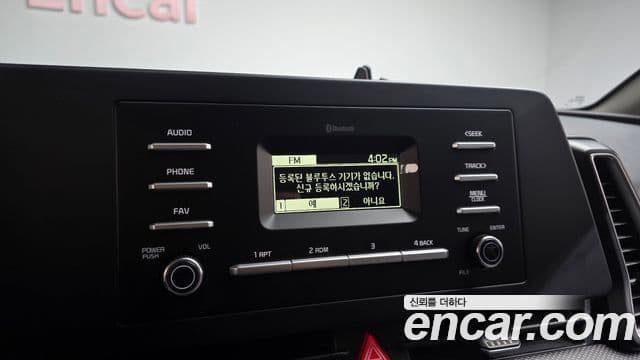 Encar
Bluetooth
AUDIO
PHONE
FAV
POWER PUSH
VOL
FM 4:02 PM
등록된 블루투스 기기가 없습니다.
신규 등록하시겠습니까?
1 예 2 아니요
1 RPT 2 RDM 3 4 BACK
<SEEK
TRACK>
MENU
CLOCK
TUNE ENTER
FILE
신뢰를 더하다
encar.com